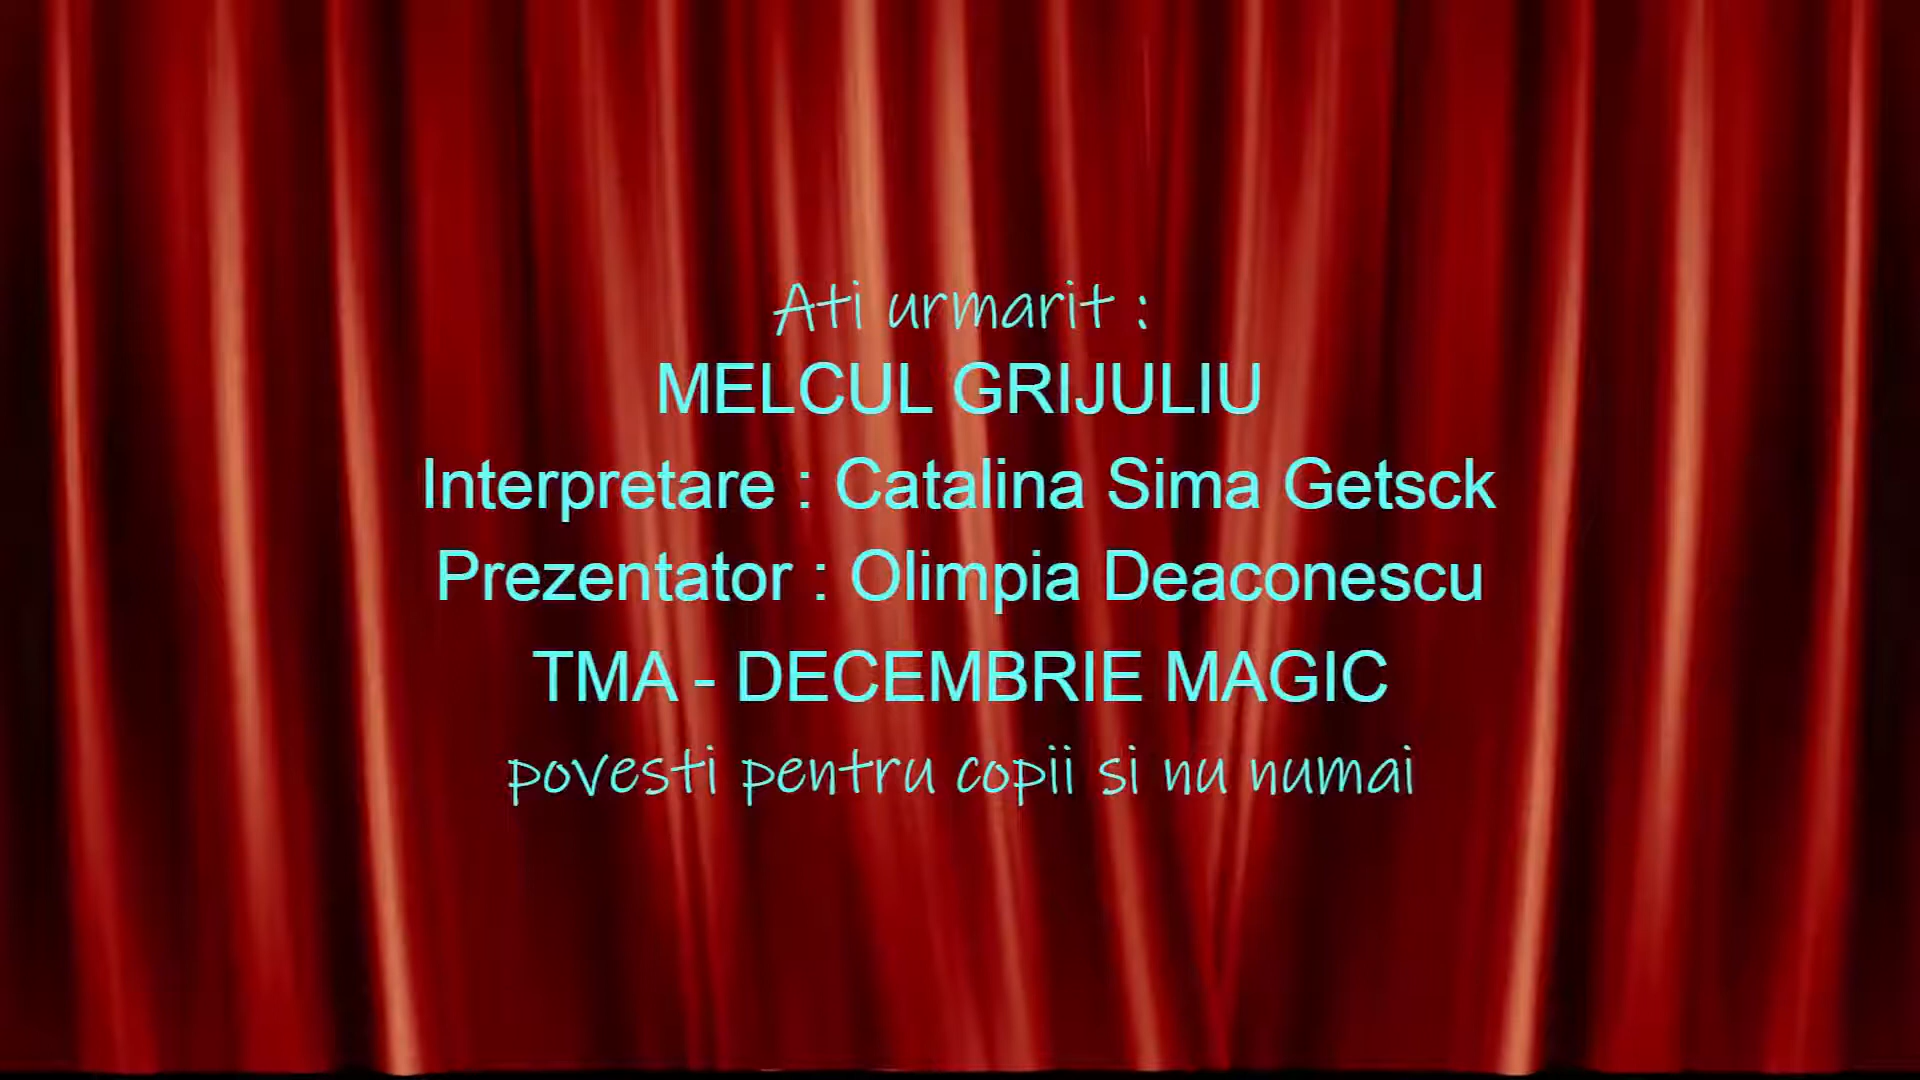 Ati urmarit :
MELCUL GRIJULIU
Interpretare : Catalina Sima Getsck
Prezentator : Olimpia Deaconescu
TMA - DECEMBRIE MAGIC
povesti pentru copii si nu numai